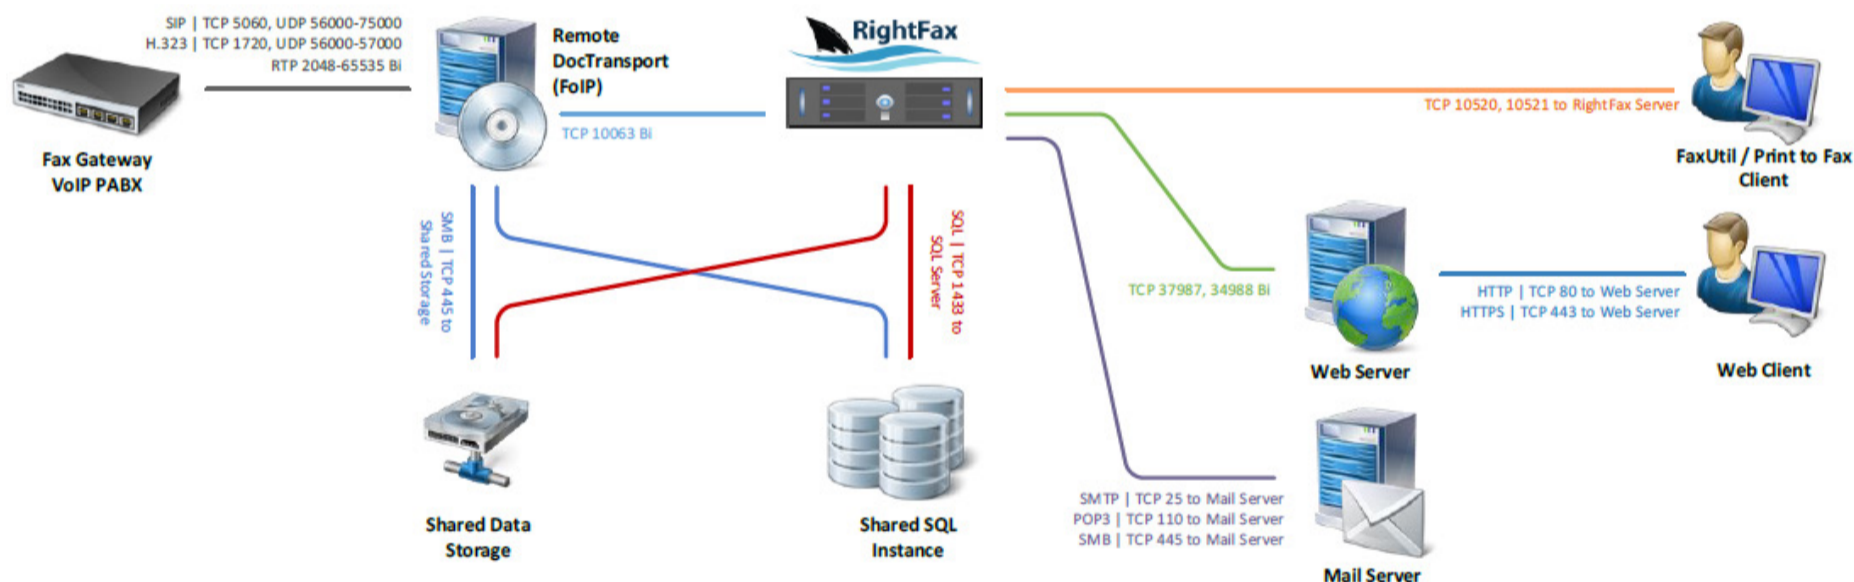 SIP | TCP 5060, UDP 56000-75000
H.323 | TCP 1720, UDP 56000-57000
RTP 2048-65535 Bi
Fax Gateway
VoIP PABX
Remote
DocTransport
(FoIP)
TCP 10063 Bi
RightFax
TCP 10520, 10521 to RightFax Server
FaxUtil / Print to Fax
Client
SMB | TCP 445 to
Shared Storage
SQL | TCP 1433 to
SQL Server
TCP 37987, 34988 Bi
Web Server
HTTP | TCP 80 to Web Server
HTTPS | TCP 443 to Web Server
Web Client
Shared Data
Storage
Shared SQL
Instance
SMTP | TCP 25 to Mail Server
POP3 | TCP 110 to Mail Server
SMB | TCP 445 to Mail Server
Mail Server